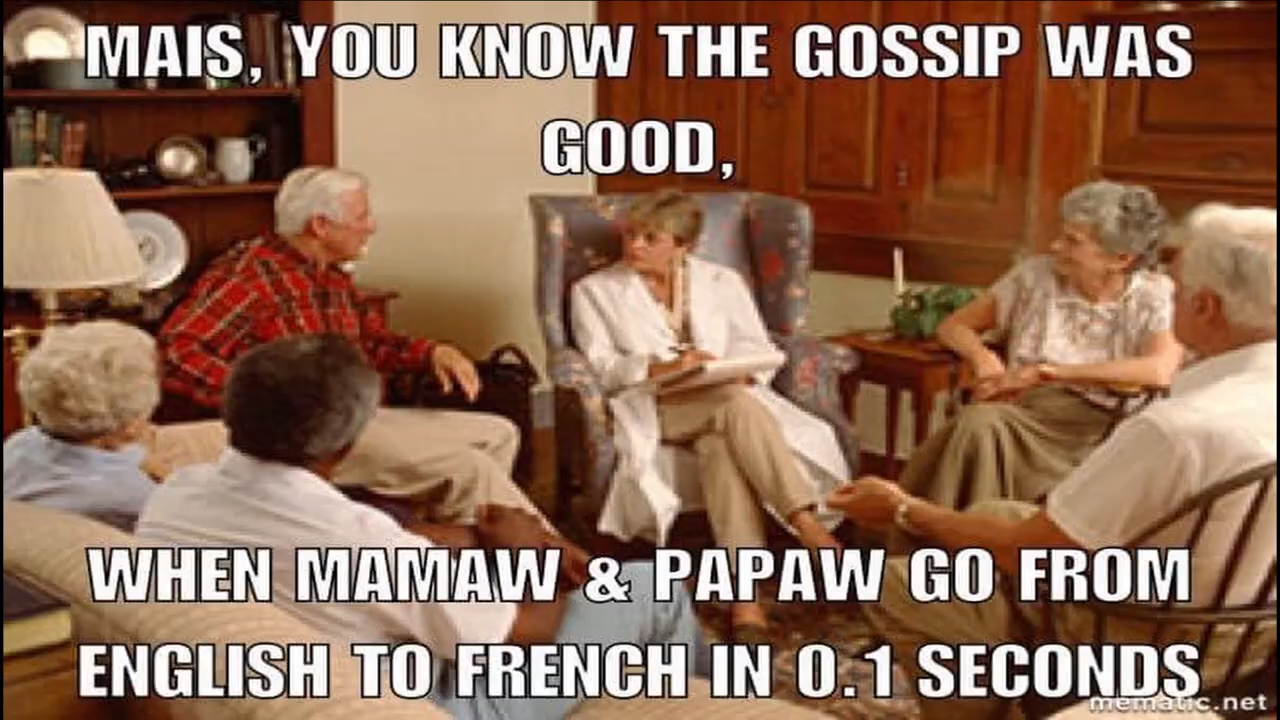 MAIS, YOU KNOW THE GOSSIP WAS
GOOD,
WHEN MAMAW & PAPAW GO FROM
ENGLISH TO FRENCH IN 0.1 SECONDS
mematic.net